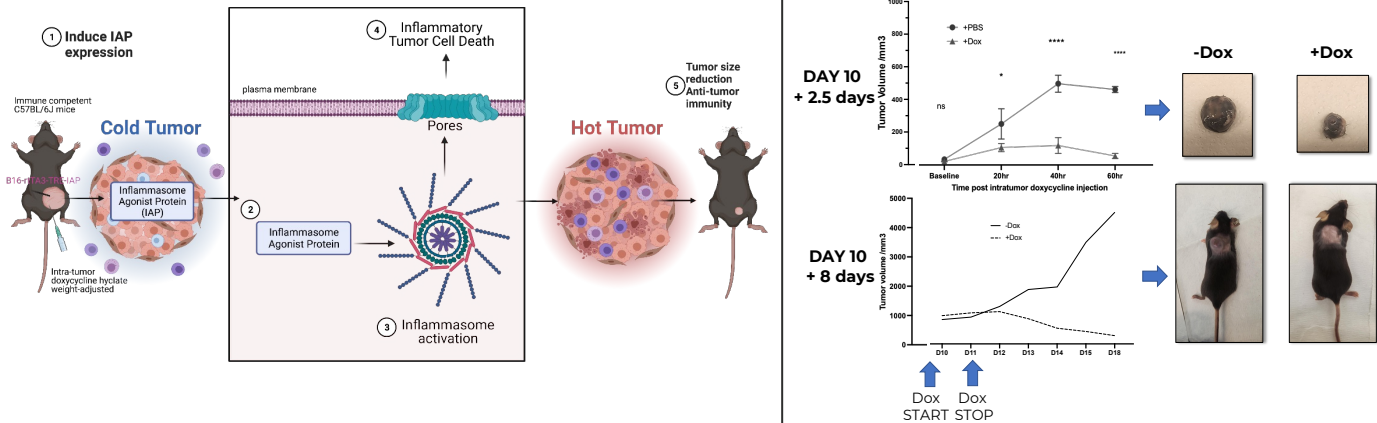 1 Induce IAP
expression
Immune competent
C57BL/6J mice
Cold Tumor
Inflammasome
Agonist Protein
(IAP)
Intra-tumor
doxycycline hyclate
weight-adjusted
2
Inflammasome
Agonist Protein
3 Inflammasome
activation
plasma membrane
Pores
4 Inflammatory
Tumor Cell Death
Hot Tumor
5 Tumor size
reduction
Anti-tumor
immunity
DAY 10
+ 2.5 days
Tumor Volume /mm3
800
600
400
200
0
+PBS
+Dox
ns
*
****
****
Baseline 20hr 40hr 60hr
Time post intratumor doxycycline injection
-Dox +Dox
DAY 10
+ 8 days
Tumor volume /mm3
5000
4000
3000
2000
1000
0
-Dox
+Dox
D10 D11 D12 D13 D14 D15 D18
Dox Dox
START STOP